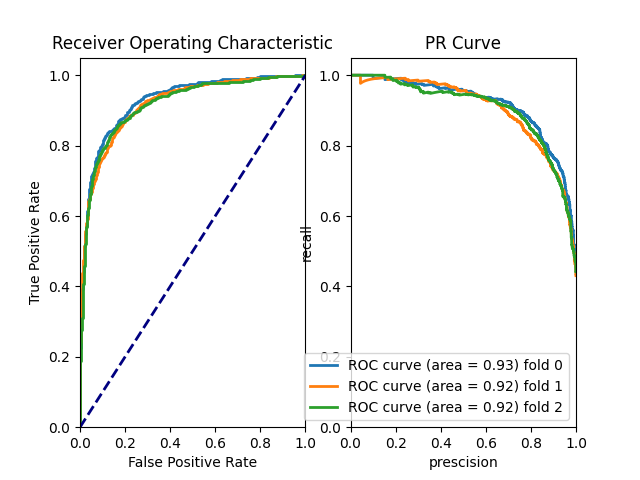 Receiver Operating Characteristic
True Positive Rate
1.0
0.8
0.6
0.4
0.2
0.0
0.0 0.2 0.4 0.6 0.8 1.0
False Positive Rate
PR Curve
recall
1.0
0.8
0.6
0.4
0.2
0.0
0.0 0.2 0.4 0.6 0.8 1.0
prescision
ROC curve (area = 0.93) fold 0
ROC curve (area = 0.92) fold 1
ROC curve (area = 0.92) fold 2